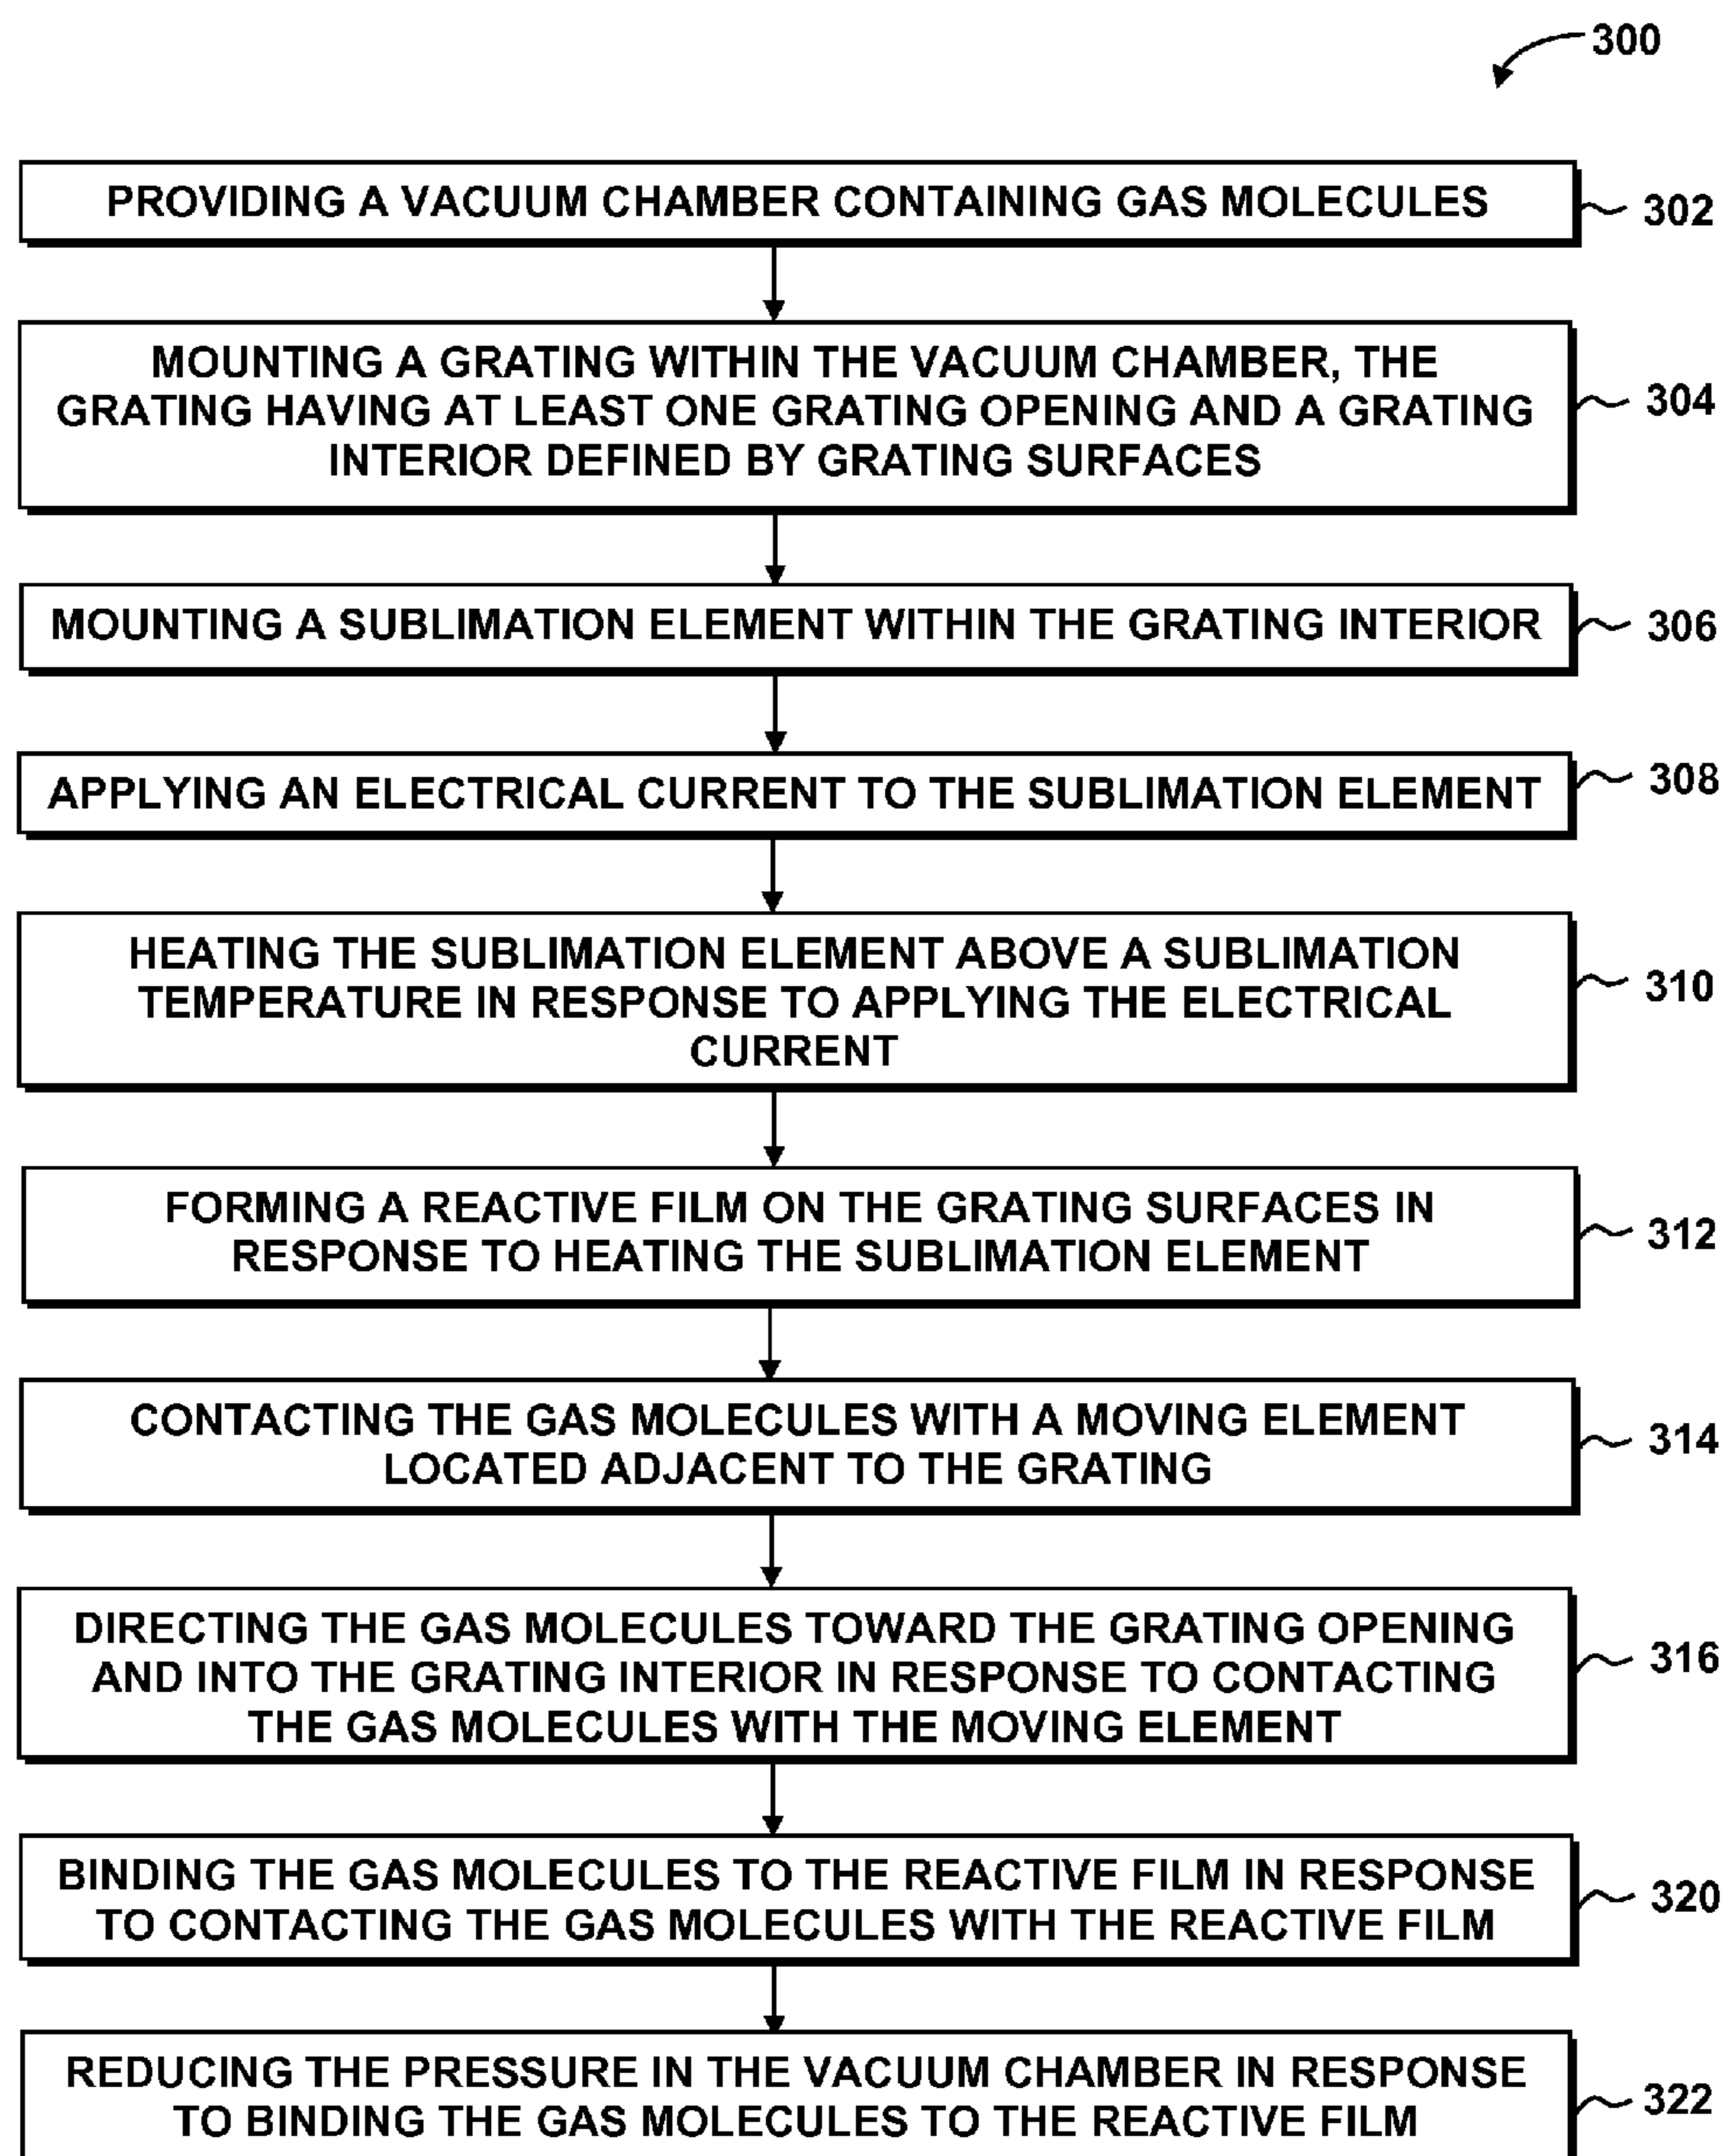 300
PROVIDING A VACUUM CHAMBER CONTAINING GAS MOLECULES
302
MOUNTING A GRATING WITHIN THE VACUUM CHAMBER, THE
GRATING HAVING AT LEAST ONE GRATING OPENING AND A GRATING
INTERIOR DEFINED BY GRATING SURFACES
304
MOUNTING A SUBLIMATION ELEMENT WITHIN THE GRATING INTERIOR
306
APPLYING AN ELECTRICAL CURRENT TO THE SUBLIMATION ELEMENT
308
HEATING THE SUBLIMATION ELEMENT ABOVE A SUBLIMATION
TEMPERATURE IN RESPONSE TO APPLYING THE ELECTRICAL
CURRENT
310
FORMING A REACTIVE FILM ON THE GRATING SURFACES IN
RESPONSE TO HEATING THE SUBLIMATION ELEMENT
312
CONTACTING THE GAS MOLECULES WITH A MOVING ELEMENT
LOCATED ADJACENT TO THE GRATING
314
DIRECTING THE GAS MOLECULES TOWARD THE GRATING OPENING
AND INTO THE GRATING INTERIOR IN RESPONSE TO CONTACTING
THE GAS MOLECULES WITH THE MOVING ELEMENT
316
BINDING THE GAS MOLECULES TO THE REACTIVE FILM IN RESPONSE
TO CONTACTING THE GAS MOLECULES WITH THE REACTIVE FILM
320
REDUCING THE PRESSURE IN THE VACUUM CHAMBER IN RESPONSE
TO BINDING THE GAS MOLECULES TO THE REACTIVE FILM
322